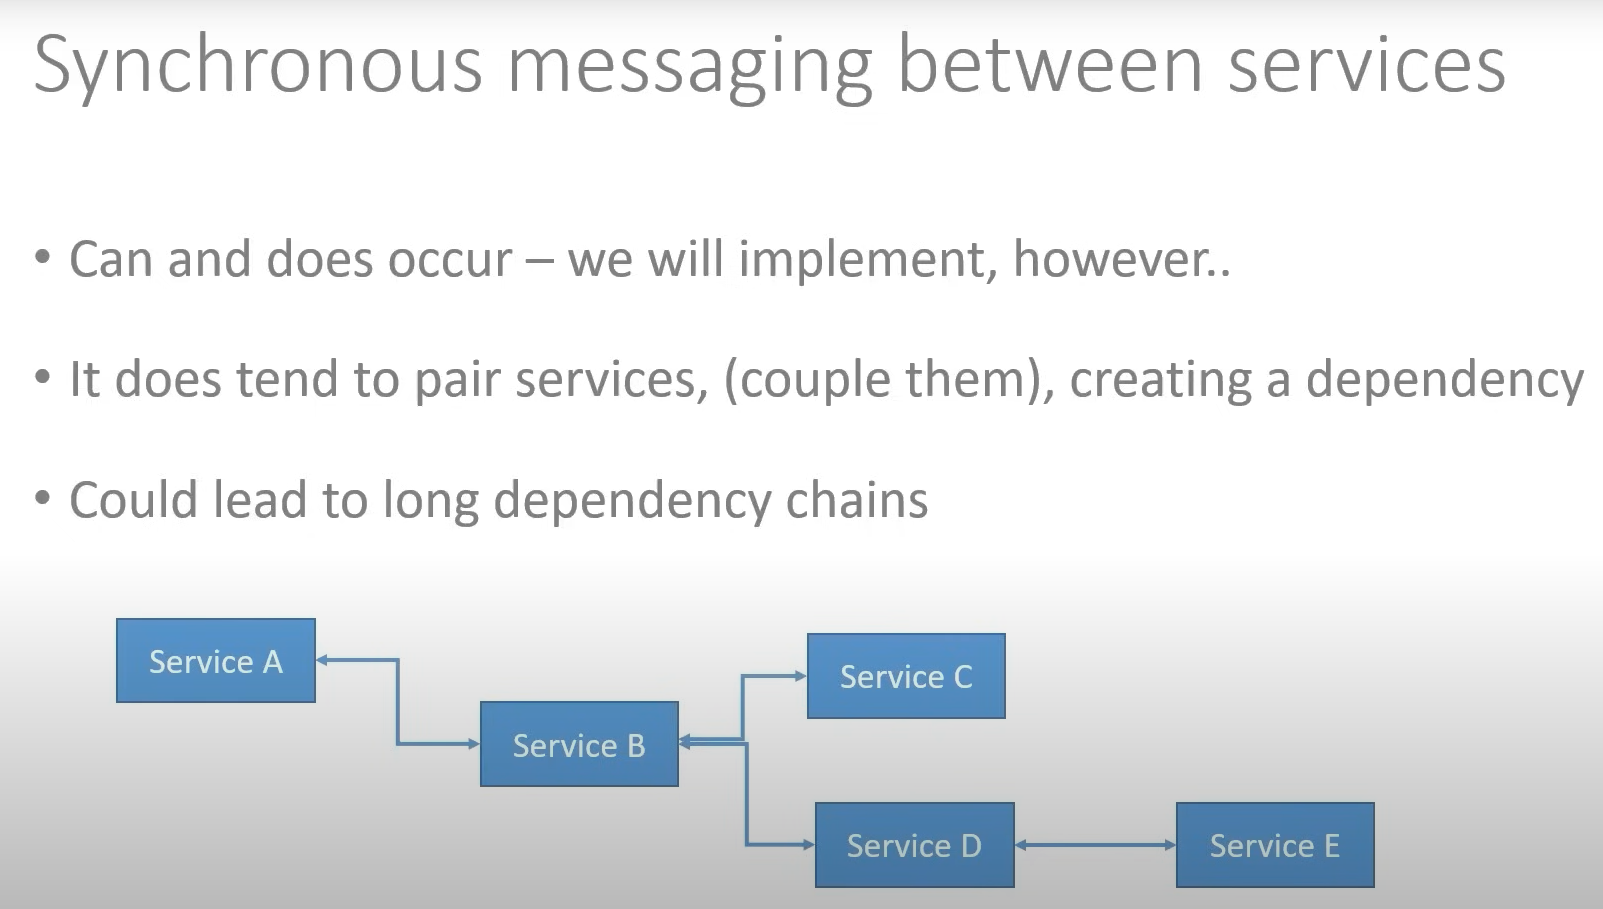 Synchronous messaging between services
• Can and does occur – we will implement, however..
• It does tend to pair services, (couple them), creating a dependency
• Could lead to long dependency chains
Service A
Service B
Service C
Service D
Service E